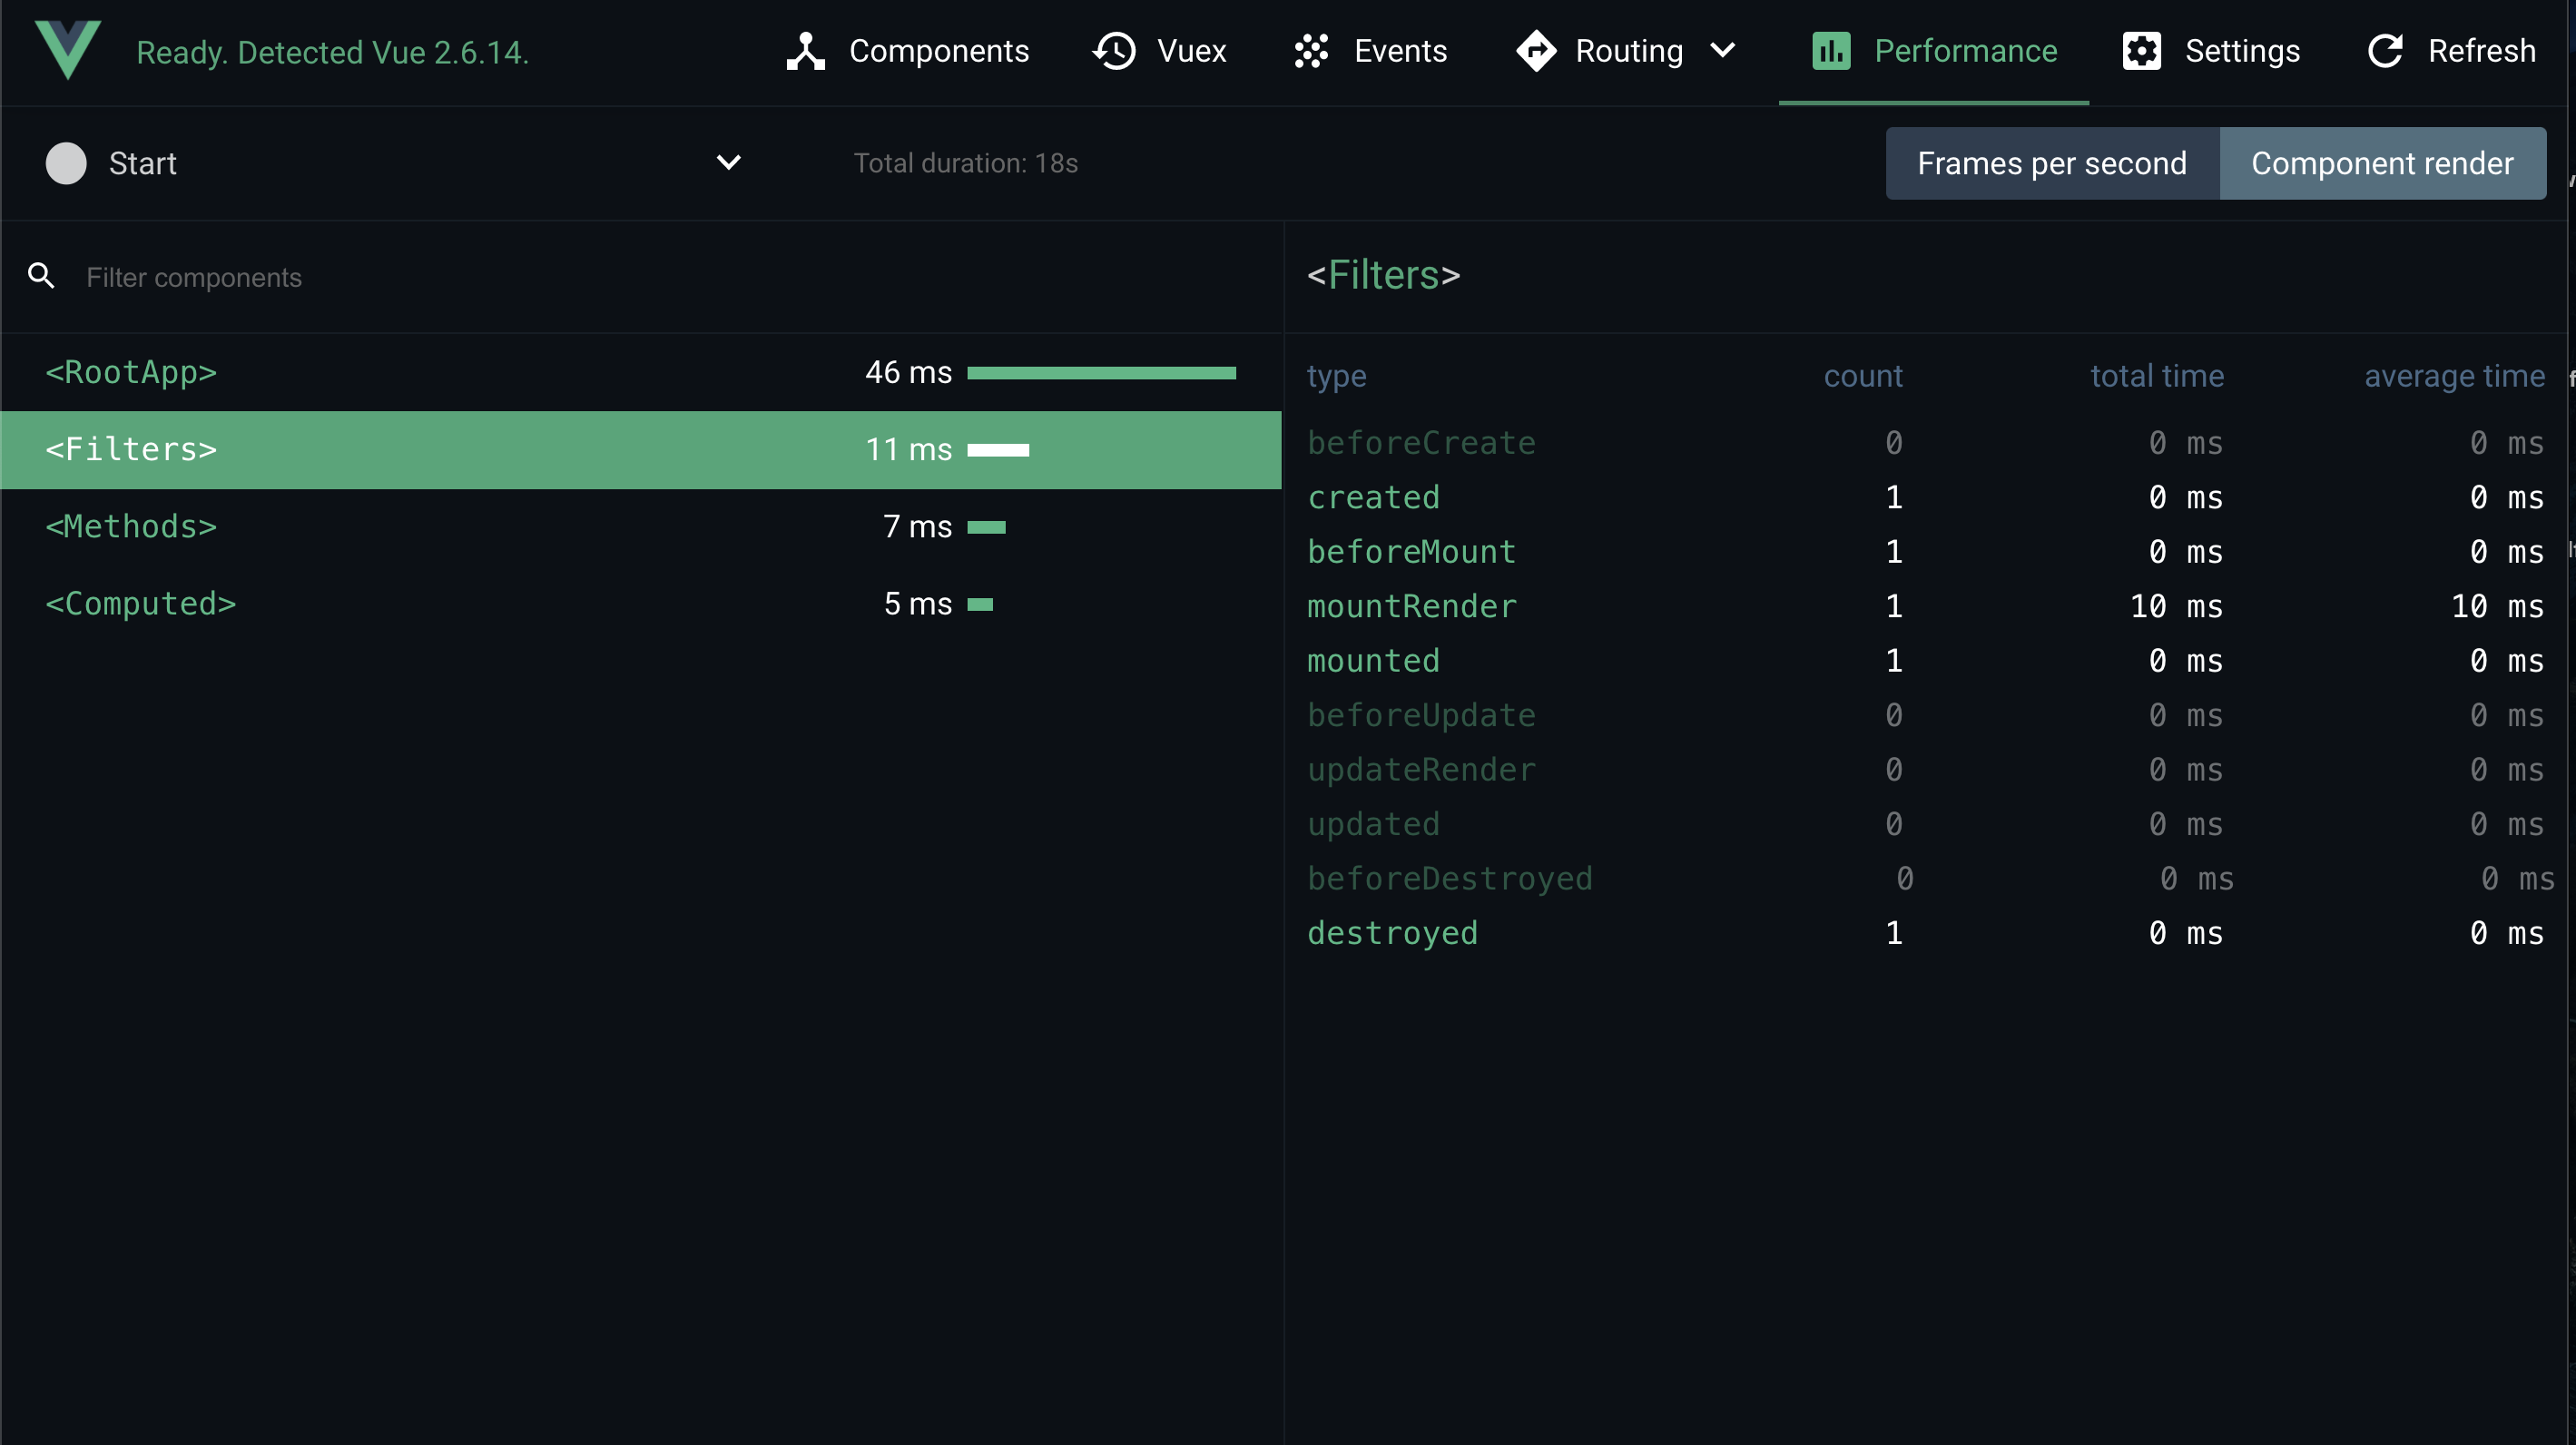 Ready. Detected Vue 2.6.14. Components Vuex Events Routing Performance Settings Refresh
Start Total duration: 18s Frames per second Component render
Filter components
<RootApp> 46 ms
<Filters> 11 ms
<Methods> 7 ms
<Computed> 5 ms
<Filters>
type count total time average time
beforeCreate 0 0 ms 0 ms
created 1 0 ms 0 ms
beforeMount 1 0 ms 0 ms
mountRender 1 10 ms 10 ms
mounted 1 0 ms 0 ms
beforeUpdate 0 0 ms 0 ms
updateRender 0 0 ms 0 ms
updated 0 0 ms 0 ms
beforeDestroyed 0 0 ms 0 ms
destroyed 1 0 ms 0 ms